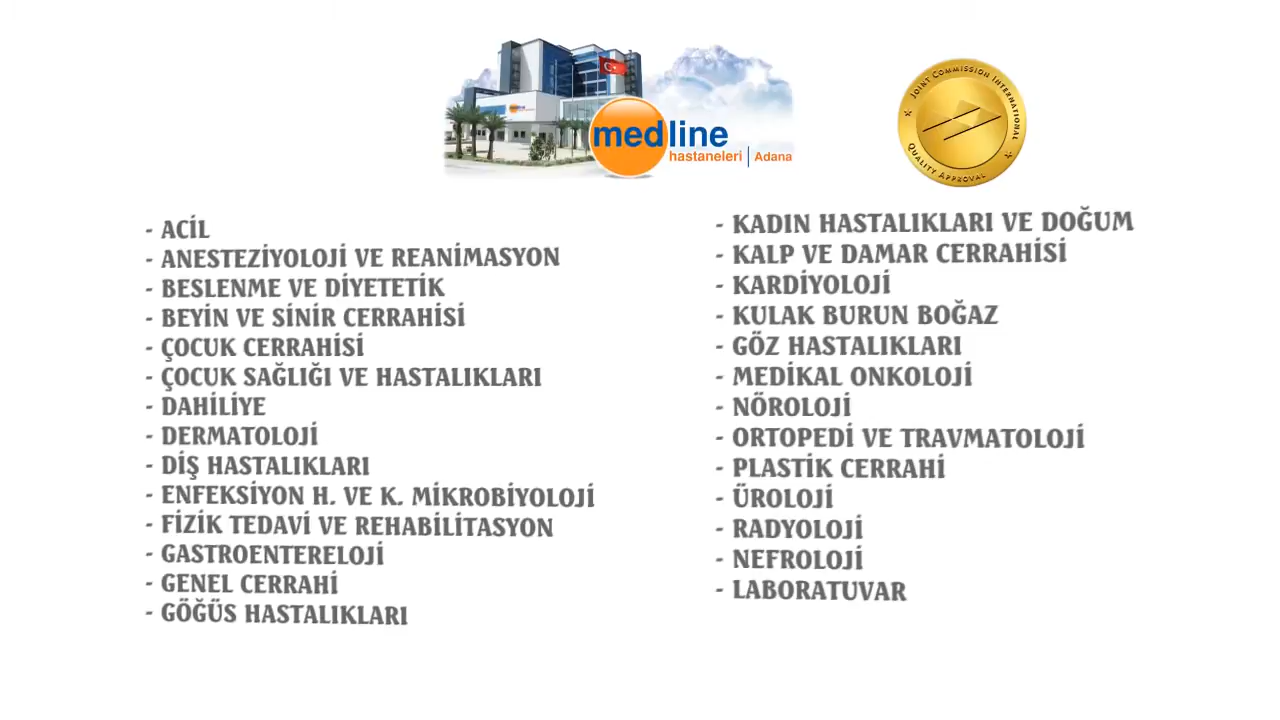 medline
hastaneleri | Adana
JOINT COMMISSION INTERNATIONAL
QUALITY APPROVAL
- ACİL
- ANESTEZİYOLOJİ VE REANİMASYON
- BESLENME VE DİYETETİK
- BEYİN VE SİNİR CERRAHİSİ
- ÇOCUK CERRAHİSİ
- ÇOCUK SAĞLIĞI VE HASTALIKLARI
- DAHİLİYE
- DERMATOLOJİ
- DİŞ HASTALIKLARI
- ENFEKSİYON H. VE K. MİKROBİYOLOJİ
- FİZİK TEDAVİ VE REHABİLİTASYON
- GASTROENTERELOJİ
- GENEL CERRAHİ
- GÖĞÜS HASTALIKLARI
- KADIN HASTALIKLARI VE DOĞUM
- KALP VE DAMAR CERRAHİSİ
- KARDİYOLOJİ
- KULAK BURUN BOĞAZ
- GÖZ HASTALIKLARI
- MEDİKAL ONKOLOJİ
- NÖROLOJİ
- ORTOPEDİ VE TRAVMATOLOJİ
- PLASTİK CERRAHİ
- ÜROLOJİ
- RADYOLOJİ
- NEFROLOJİ
- LABORATUVAR